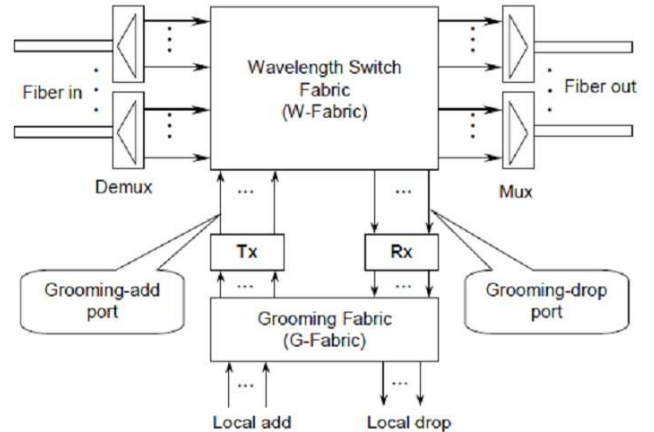 Wavelength Switch
Fabric
(W-Fabric)
Fiber in
Fiber out
Demux
Mux
...
...
Tx
Rx
Grooming-add
port
...
...
Grooming-drop
port
Grooming Fabric
(G-Fabric)
...
...
Local add
Local drop